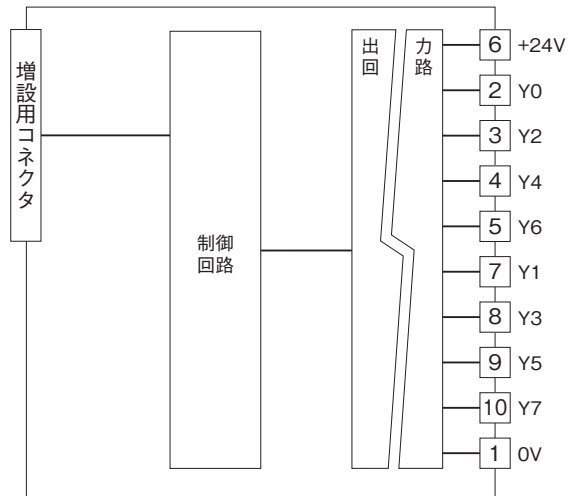 増設用コネクタ
制御
回路
出力
回路
6 +24V
2 Y0
3 Y2
4 Y4
5 Y6
7 Y1
8 Y3
9 Y5
10 Y7
1 0V